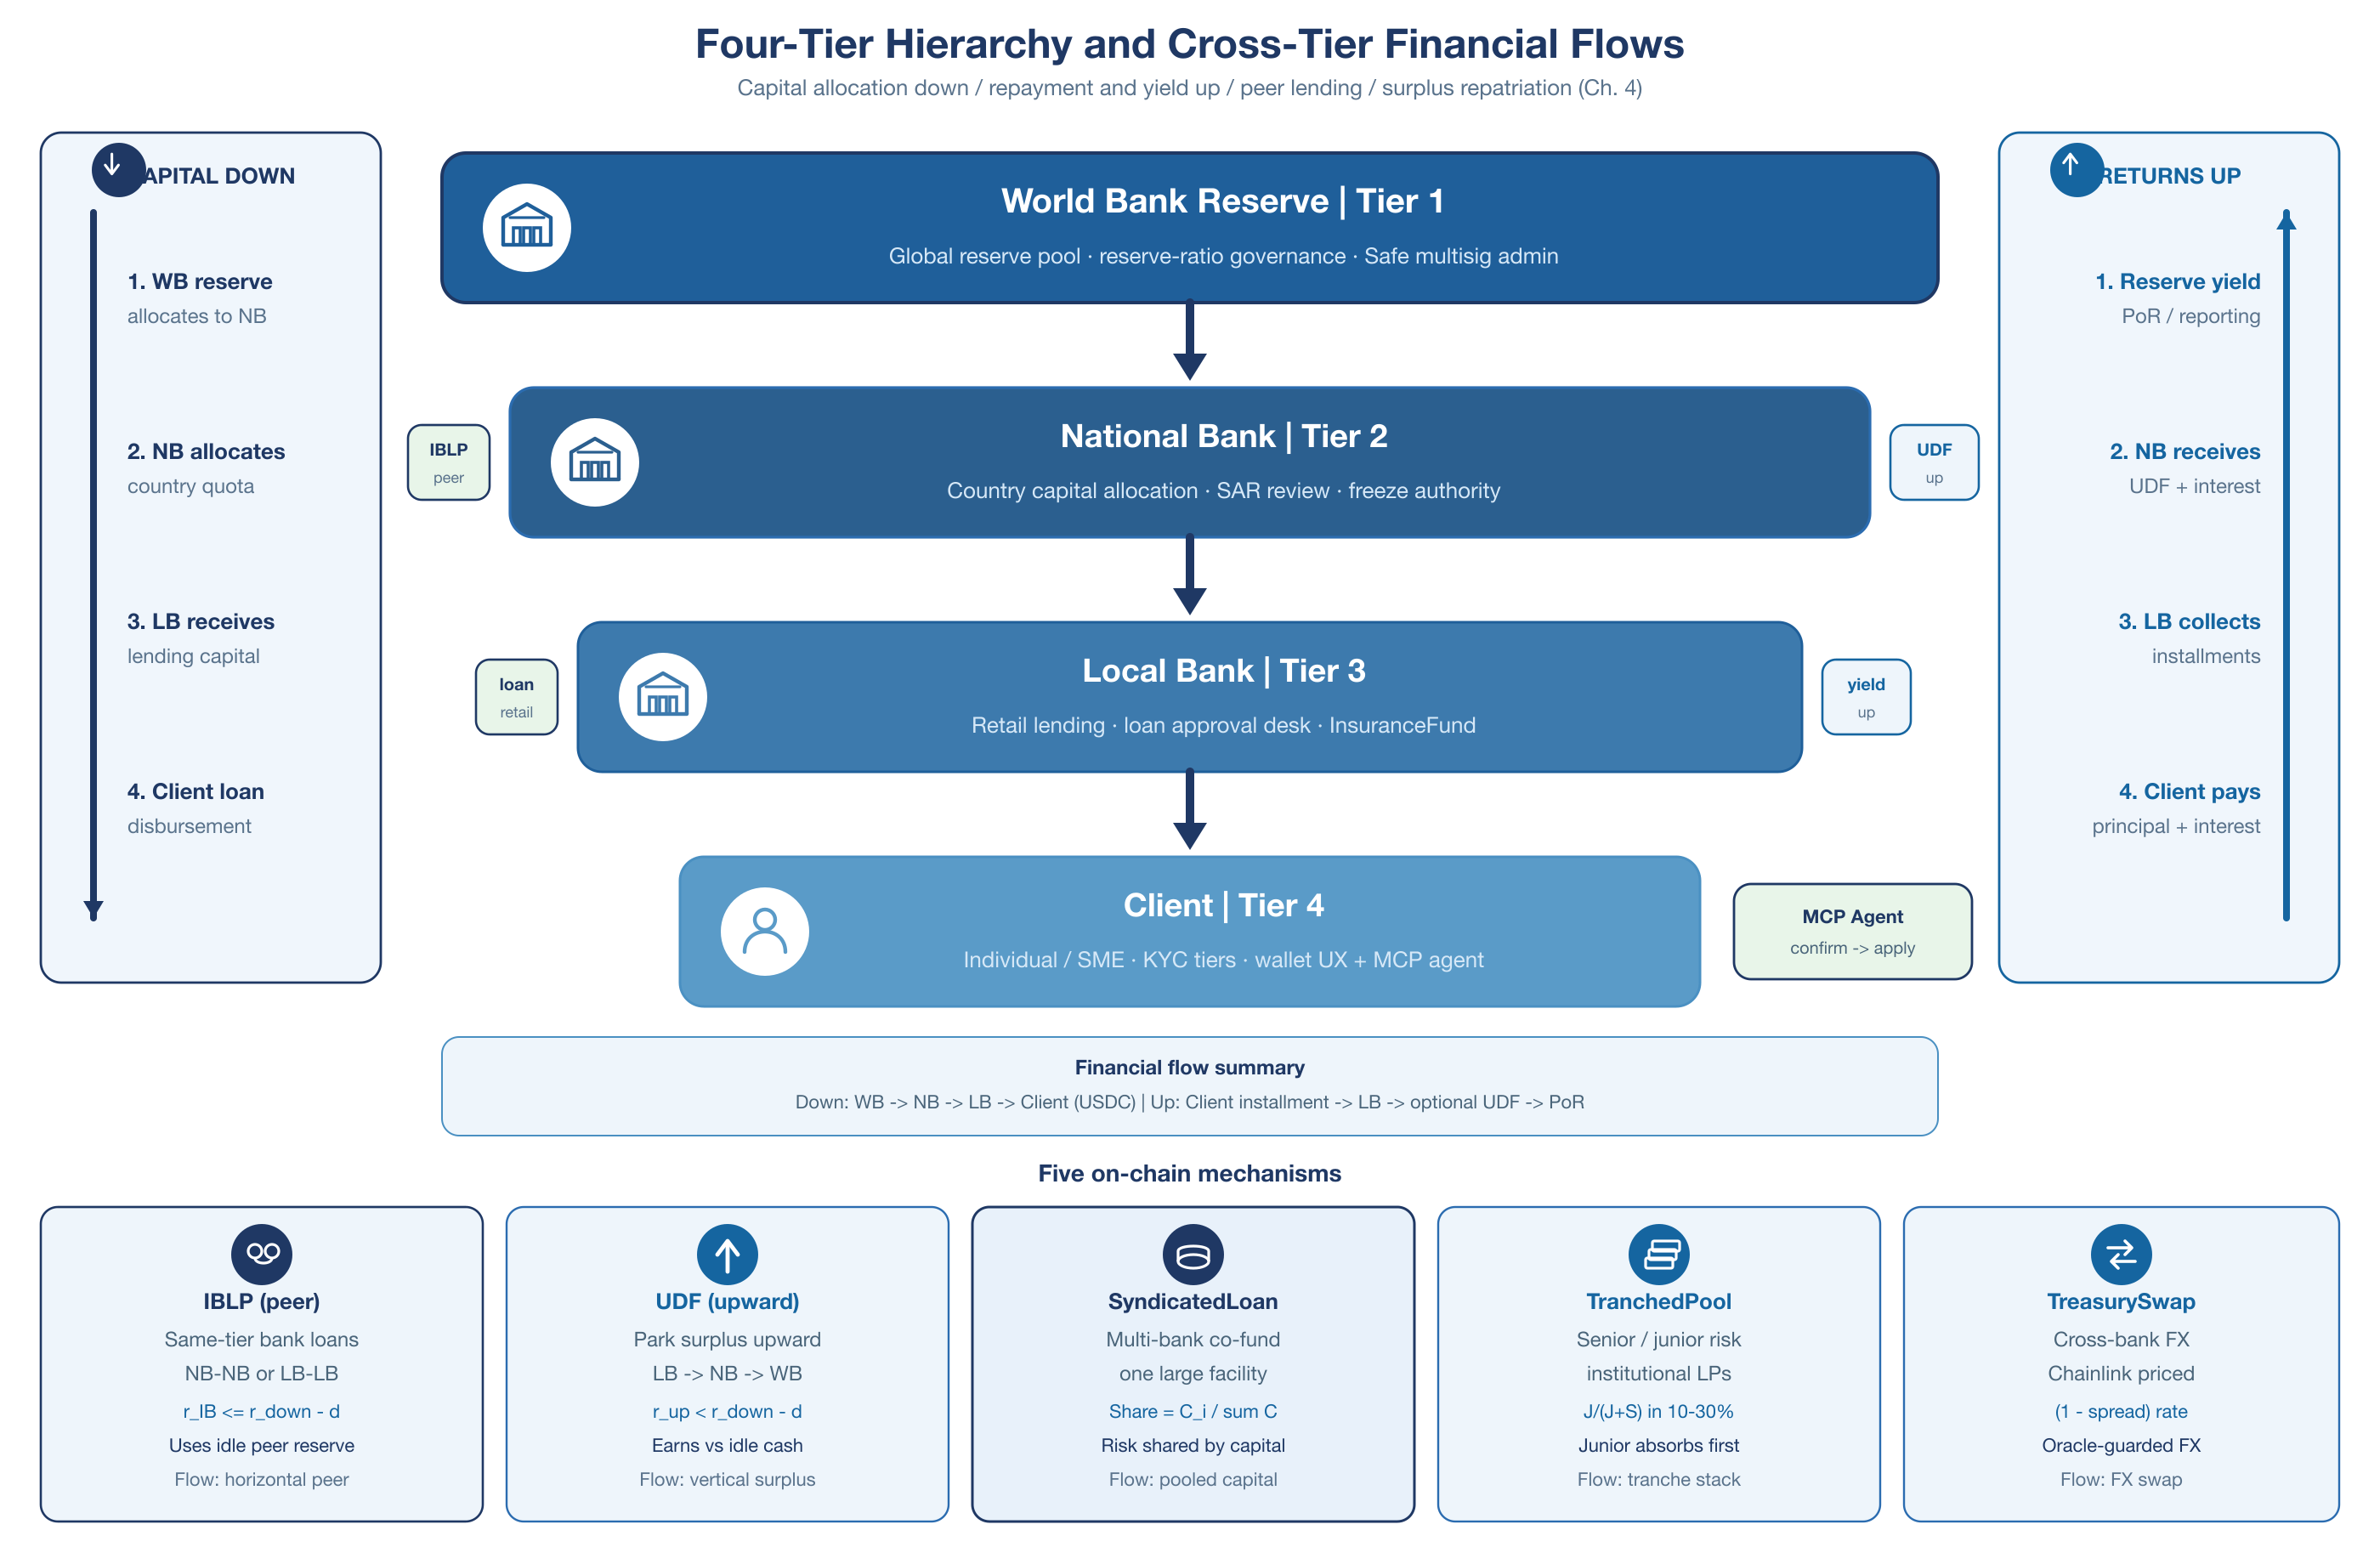 Four-Tier Hierarchy and Cross-Tier Financial Flows
Capital allocation down / repayment and yield up / peer lending / surplus repatriation (Ch. 4)
APITAL DOWN
1. WB reserve
allocates to NB
2. NB allocates
country quota
3. LB receives
lending capital
4. Client loan
disbursement
World Bank Reserve | Tier 1
Global reserve pool · reserve-ratio governance · Safe multisig admin
IBLP
peer
National Bank | Tier 2
Country capital allocation · SAR review · freeze authority
UDF
up
loan
retail
Local Bank | Tier 3
Retail lending · loan approval desk · InsuranceFund
yield
up
Client | Tier 4
Individual / SME · KYC tiers · wallet UX + MCP agent
MCP Agent
confirm -> apply
RETURNS UP
1. Reserve yield
PoR / reporting
2. NB receives
UDF + interest
3. LB collects
installments
4. Client pays
principal + interest
Financial flow summary
Down: WB -> NB -> LB -> Client (USDC) | Up: Client installment -> LB -> optional UDF -> PoR
Five on-chain mechanisms
IBLP (peer)
Same-tier bank loans
NB-NB or LB-LB
r_IB <= r_down - d
Uses idle peer reserve
Flow: horizontal peer
UDF (upward)
Park surplus upward
LB -> NB -> WB
r_up < r_down - d
Earns vs idle cash
Flow: vertical surplus
SyndicatedLoan
Multi-bank co-fund
one large facility
Share = C_i / sum C
Risk shared by capital
Flow: pooled capital
TranchedPool
Senior / junior risk
institutional LPs
J/(J+S) in 10-30%
Junior absorbs first
Flow: tranche stack
TreasurySwap
Cross-bank FX
Chainlink priced
(1 - spread) rate
Oracle-guarded FX
Flow: FX swap